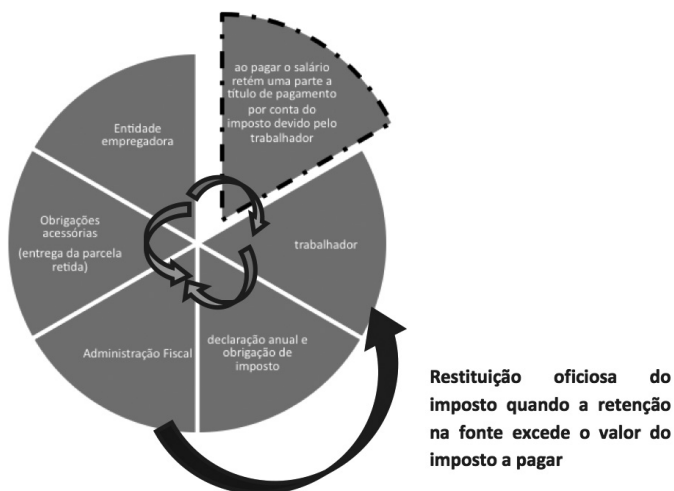 ao pagar o salário
retém uma parte a
título de pagamento
por conta do
imposto devido pelo
trabalhador
Entidade
empregadora
Obrigações
acessórias
(entrega da parcela
retida)
trabalhador
Administração Fiscal
declaração anual e
obrigação de
imposto
Restituição oficiosa do
imposto quando a retenção
na fonte excede o valor do
imposto a pagar